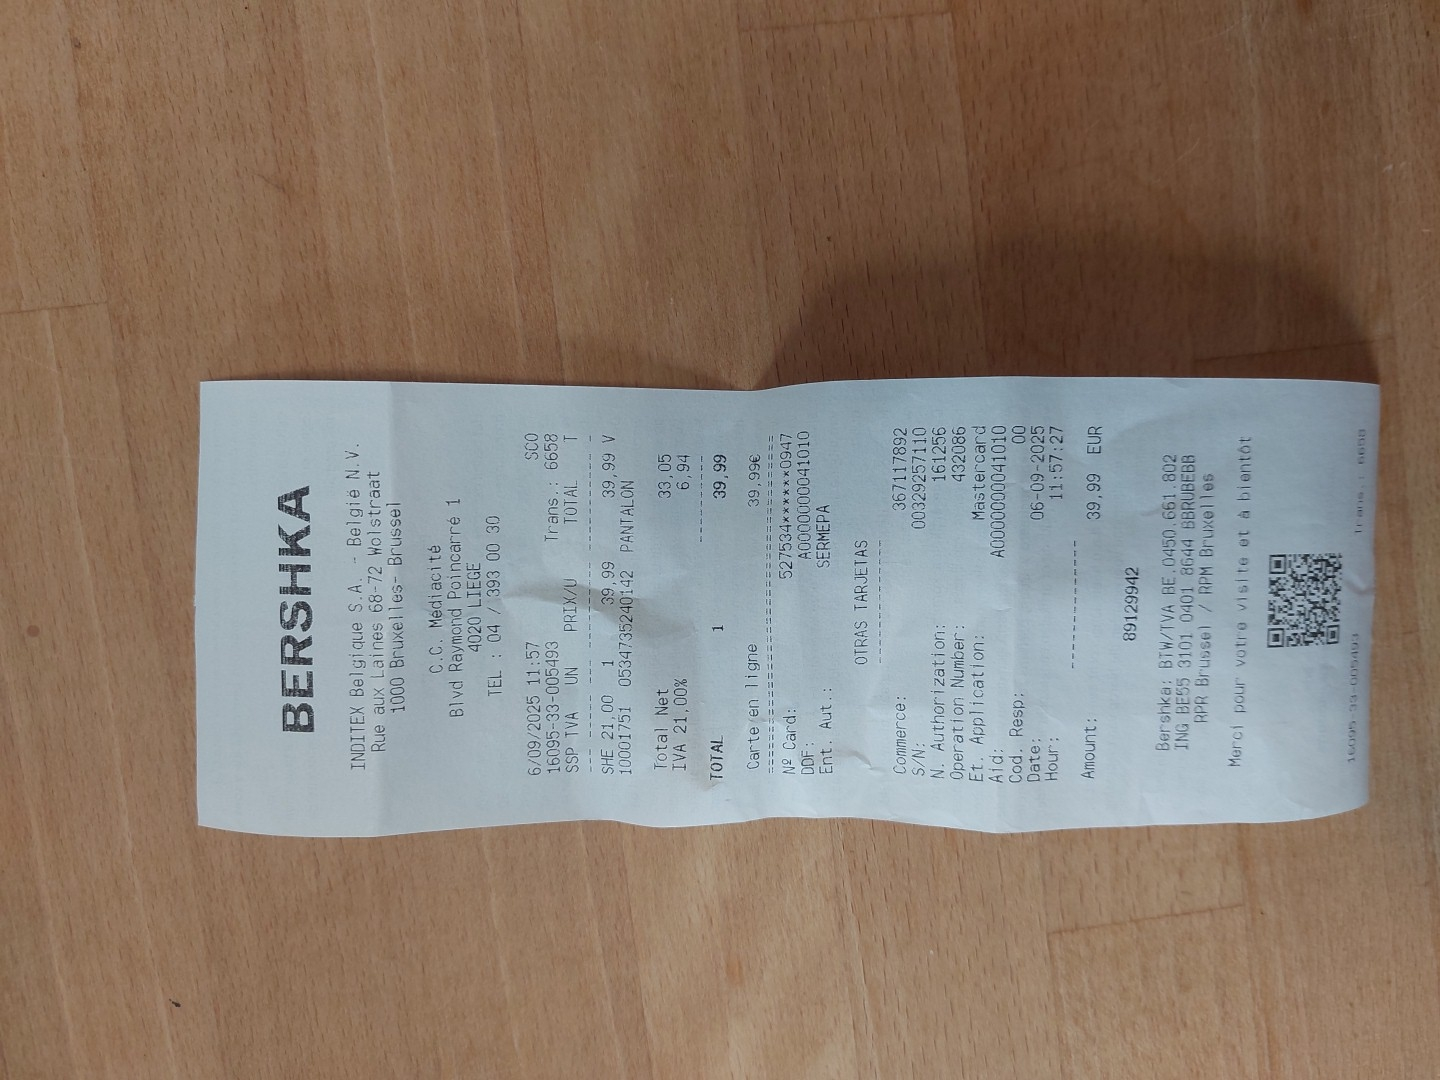 BERSHKA
INDITEX Belgique S.A. - België N.V.
Rue aux Laines 68-72 Wolstraat
1000 Bruxelles- Brussel
C.C. Médiacité
Blvd Raymond Poincarré 1
4020 LIEGE
TEL : 04 / 393 00 30
6/09/2025 11:57 SCO
16095-33-005493 Trans.: 6658
SSP IVA UN PRIX/U TOTAL T
SHE 21,00 1 39,99 39,99 V
10001751 0534735240142 PANTALON
Total Net 33,05
IVA 21,00% 6,94
TOTAL 1 39,99
Carte en ligne 39,99€
Nº Card: 527534*******0947
DDF: A0000000041010
Ent. Aut.: SERMEPA
OTRAS TARJETAS
Commerce: 367117892
S/N: 00329257110
N. Authorization: 161256
Operation Number: 432086
Et. Application: Mastercard
Aid: A0000000041010
Cod. Resp: 00
Date: 06-09-2025
Hour: 11:57:27
Amount: 39,99 EUR
89129942
Bershka: BTW/TVA BE 0450.661.802
ING BE55 3101 0401 8644 BBRUBEBB
RPR Brussel / RPM Bruxelles
Merci pour votre visite et à bientôt
16095-33-005493 Trans.: 6658